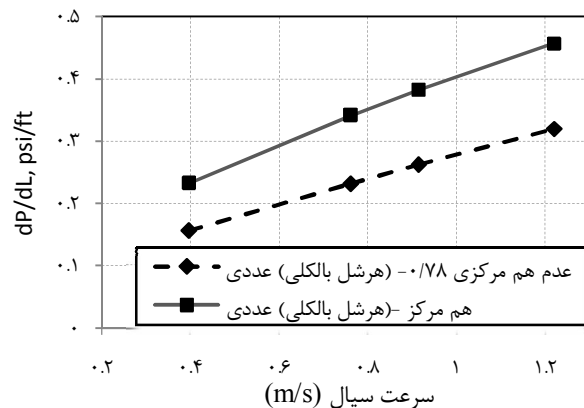 ۰.۵
۰.۴
۰.۳
۰.۲
۰.۱
۰
dP/dL, psi/ft
عدم هم مرکزی ۰/۷۸- (هرشل بالکلی) عددی
هم مرکز -(هرشل بالکلی) عددی
۰.۲ ۰.۴ ۰.۶ ۰.۸ ۱ ۱.۲
سرعت سیال (m/s)